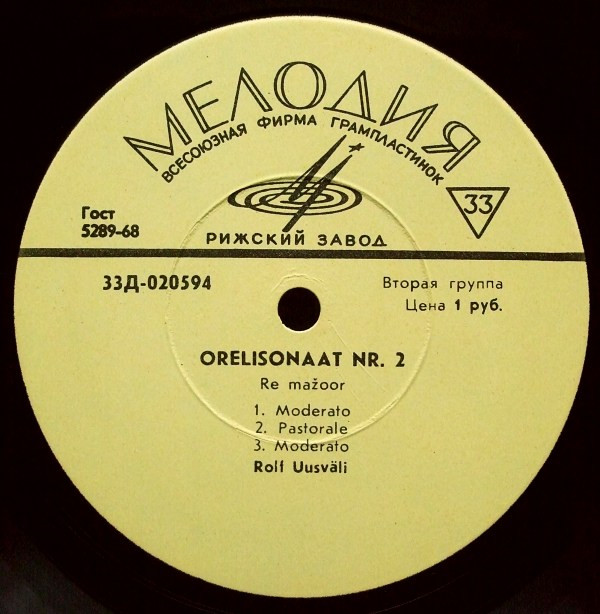 МЕЛОДИЯ
ВСЕСОЮЗНАЯ ФИРМА ГРАМПЛАСТИНОК
33
Гост
5289-68
РИЖСКИЙ ЗАВОД
33Д-020594
Вторая группа
Цена 1 руб.
ORELISONAAT NR. 2
Re mažoor
1. Moderato
2. Pastorale
3. Moderato
Rolf Uusväli